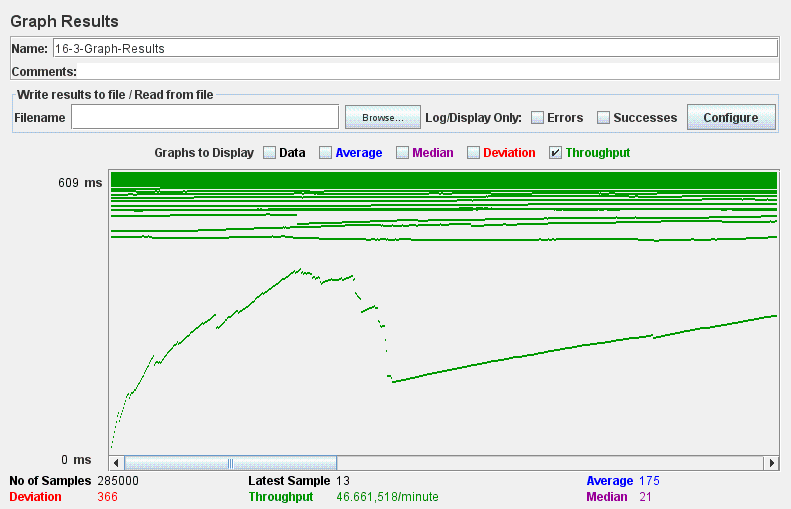 Graph Results
Name: 16-3-Graph-Results
Comments:
Write results to file / Read from file
Filename Browse... Log/Display Only: Errors Successes Configure
Graphs to Display Data Average Median Deviation Throughput
609 ms
0 ms
No of Samples 285000 Latest Sample 13 Average 175
Deviation 366 Throughput 46.661,518/minute Median 21